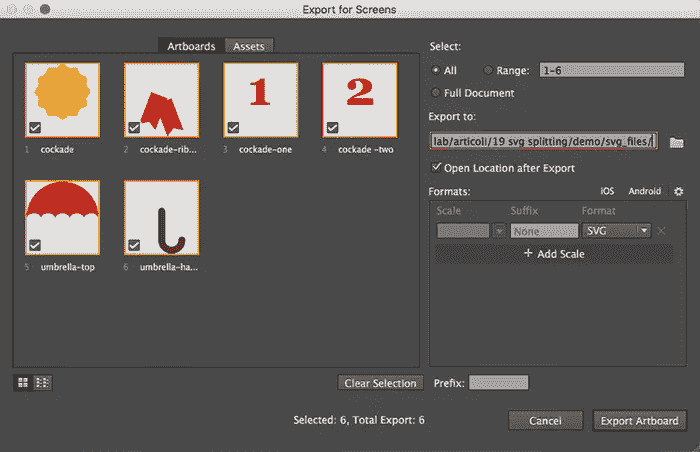 Export for Screens
Artboards Assets
1 2
1 cockade 2 cockade-rib... 3 cockade-one 4 cockade -two
5 umbrella-top 6 umbrella-ha...
Clear Selection
Select:
All Range: 1-6
Full Document
Export to:
lab/articoli/19 svg splitting/demo/svg_files/
Open Location after Export
Formats: iOS Android
Scale Suffix Format
None SVG
+ Add Scale
Prefix:
Selected: 6, Total Export: 6
Cancel Export Artboard